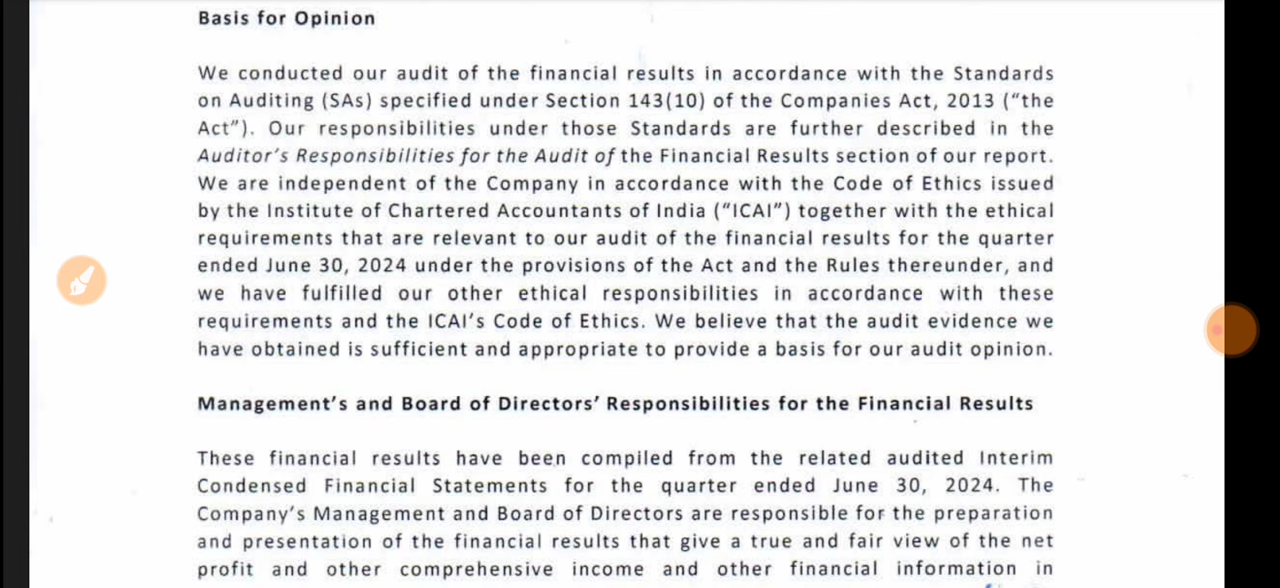 Basis for Opinion
We conducted our audit of the financial results in accordance with the Standards
on Auditing (SAs) specified under Section 143(10) of the Companies Act, 2013 (“the
Act”). Our responsibilities under those Standards are further described in the
Auditor’s Responsibilities for the Audit of the Financial Results section of our report.
We are independent of the Company in accordance with the Code of Ethics issued
by the Institute of Chartered Accountants of India (“ICAI”) together with the ethical
requirements that are relevant to our audit of the financial results for the quarter
ended June 30, 2024 under the provisions of the Act and the Rules thereunder, and
we have fulfilled our other ethical responsibilities in accordance with these
requirements and the ICAI’s Code of Ethics. We believe that the audit evidence we
have obtained is sufficient and appropriate to provide a basis for our audit opinion.
Management’s and Board of Directors’ Responsibilities for the Financial Results
These financial results have been compiled from the related audited Interim
Condensed Financial Statements for the quarter ended June 30, 2024. The
Company’s Management and Board of Directors are responsible for the preparation
and presentation of the financial results that give a true and fair view of the net
profit and other comprehensive income and other financial information in